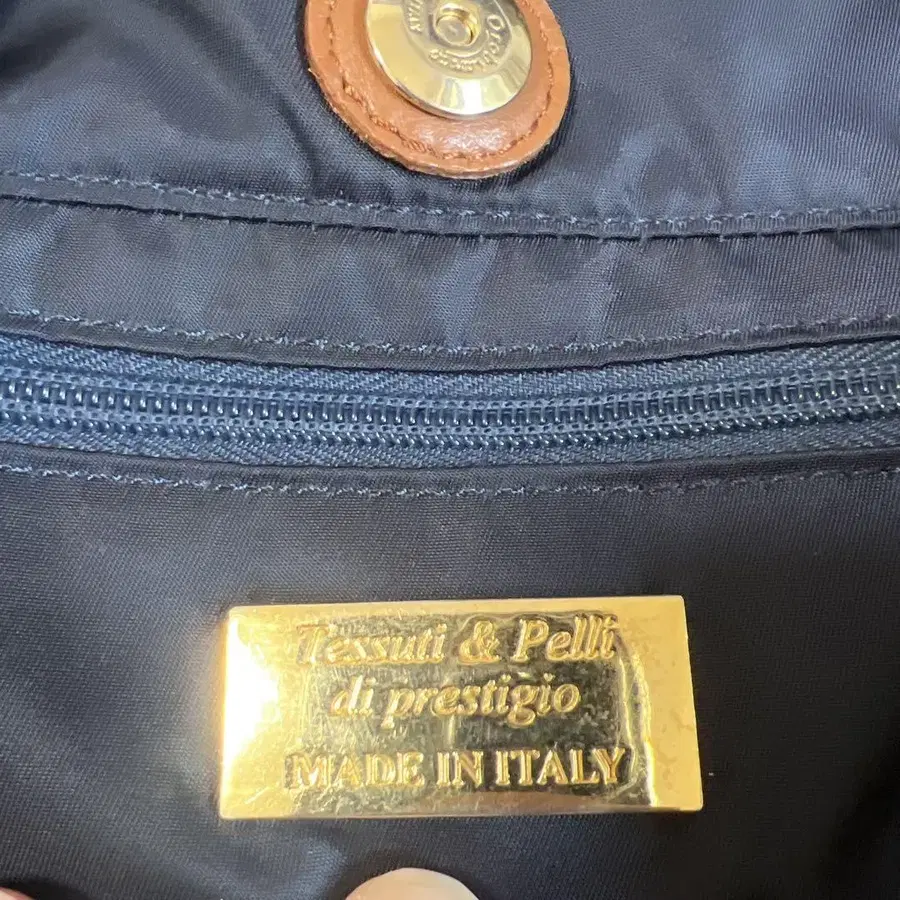 Tessuti & Pelli
di prestigio
MADE IN ITALY